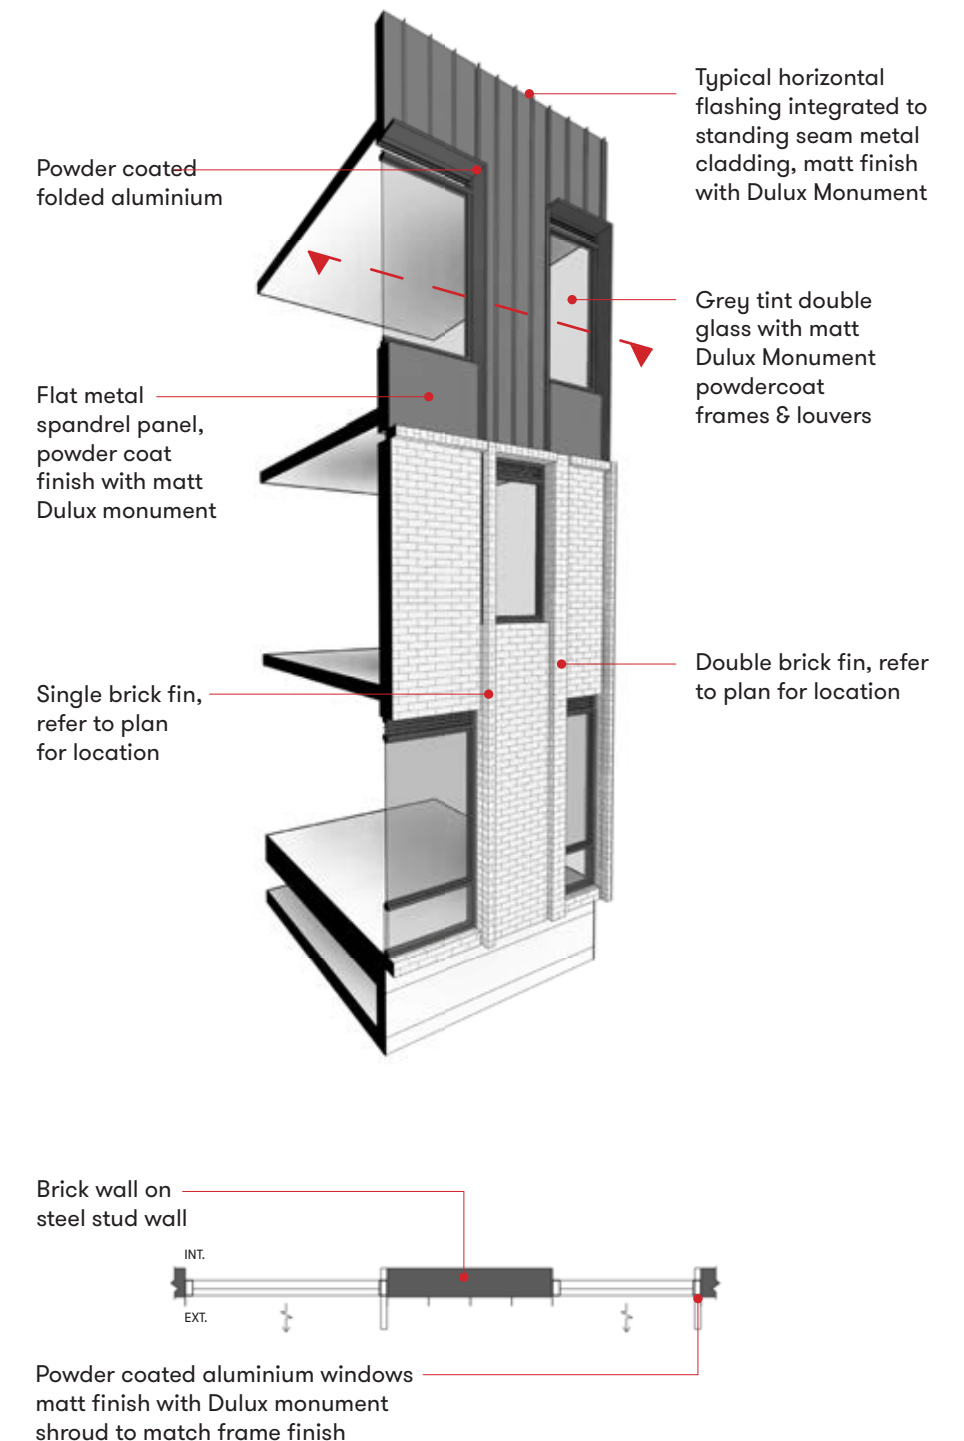 Typical horizontal
flashing integrated to
standing seam metal
cladding, matt finish
with Dulux Monument
Powder coated
folded aluminium
Grey tint double
glass with matt
Dulux Monument
powdercoat
frames & louvers
Flat metal
spandrel panel,
powder coat
finish with matt
Dulux monument
Double brick fin, refer
to plan for location
Single brick fin,
refer to plan
for location
Brick wall on
steel stud wall
INT.
EXT.
Powder coated aluminium windows
matt finish with Dulux monument
shroud to match frame finish